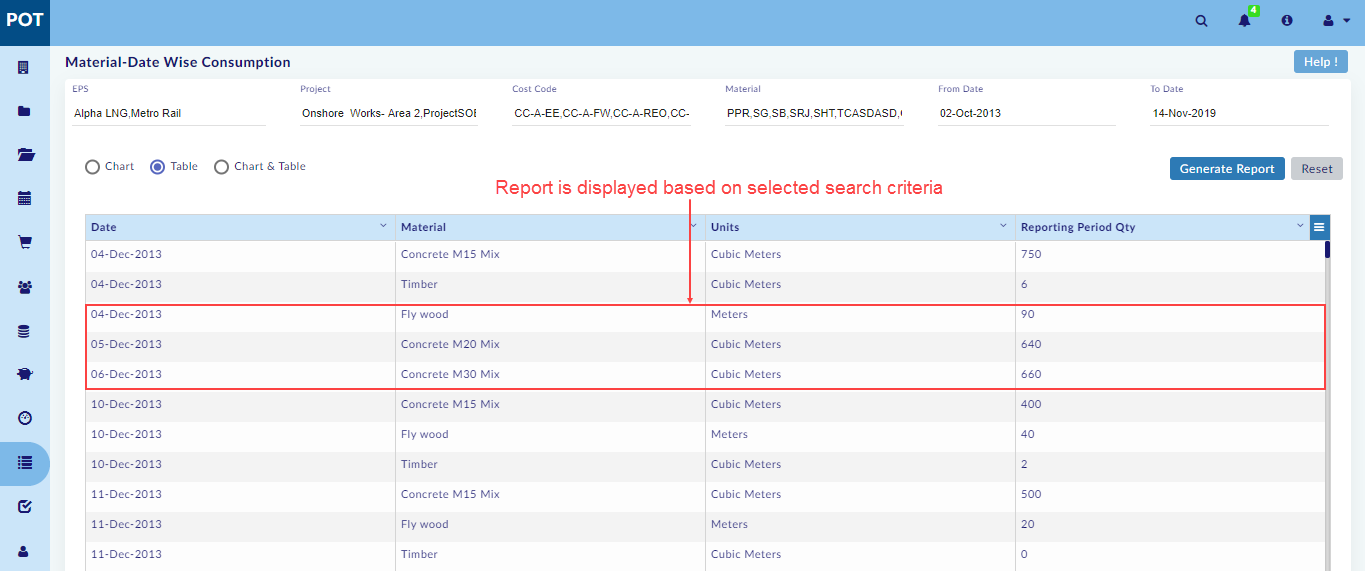 POT
4
Material-Date Wise Consumption
Help !
EPS Project Cost Code Material From Date To Date
Alpha LNG,Metro Rail Onshore Works- Area 2,ProjectSOE CC-A-EE,CC-A-FW,CC-A-REO,CC- PPR,SG,SB,SRJ,SHT,TCASDASD, 02-Oct-2013 14-Nov-2019
Chart Table Chart & Table Generate Report Reset
Report is displayed based on selected search criteria
Date Material Units Reporting Period Qty
04-Dec-2013 Concrete M15 Mix Cubic Meters 750
04-Dec-2013 Timber Cubic Meters 6
04-Dec-2013 Fly wood Meters 90
05-Dec-2013 Concrete M20 Mix Cubic Meters 640
06-Dec-2013 Concrete M30 Mix Cubic Meters 660
10-Dec-2013 Concrete M15 Mix Cubic Meters 400
10-Dec-2013 Fly wood Meters 40
10-Dec-2013 Timber Cubic Meters 2
11-Dec-2013 Concrete M15 Mix Cubic Meters 500
11-Dec-2013 Fly wood Meters 20
11-Dec-2013 Timber Cubic Meters 0